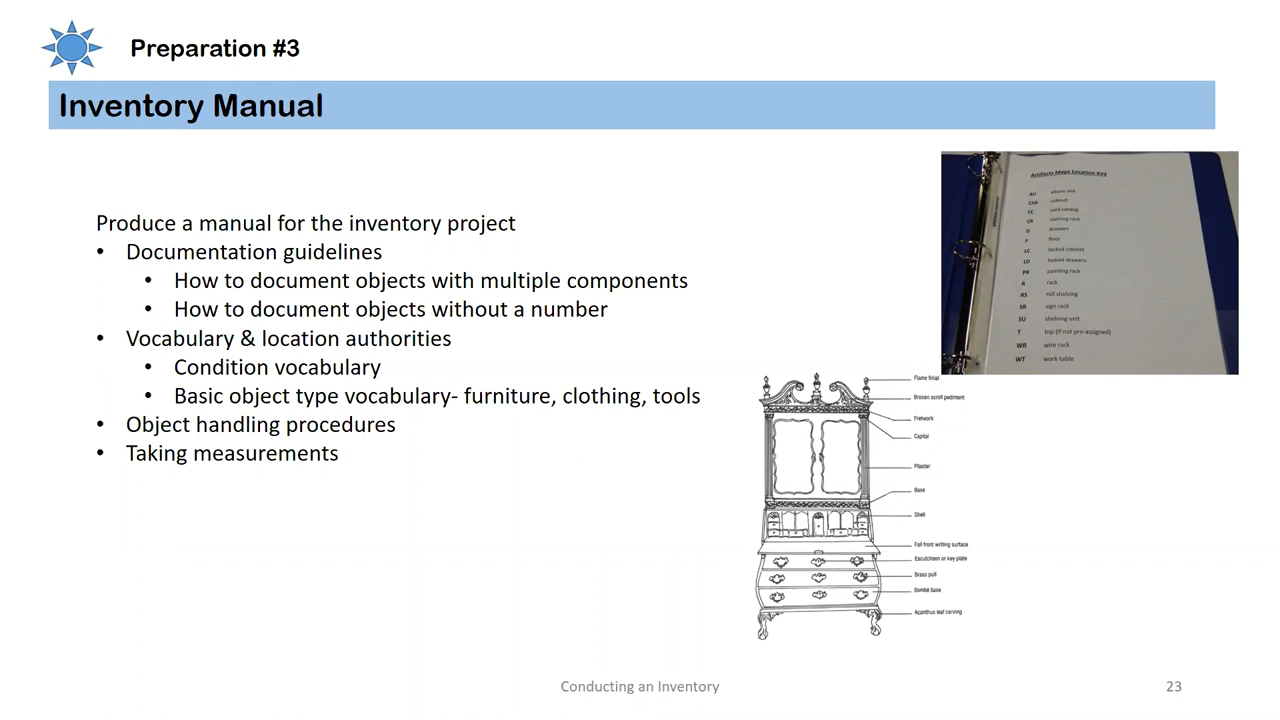 Preparation #3
Inventory Manual
Produce a manual for the inventory project
• Documentation guidelines
• How to document objects with multiple components
• How to document objects without a number
• Vocabulary & location authorities
• Condition vocabulary
• Basic object type vocabulary- furniture, clothing, tools
• Object handling procedures
• Taking measurements
Artifacts Maps Location Key
AU album unit
CAB cabinet
CC card catalog
CR clothing rack
D drawers
F floor
LC locked cabinet
LD locked drawers
PR painting rack
R rack
RS roll shelving
SR sign rack
SU shelving unit
T top (if not pre-assigned)
WR wire rack
WT work table
Flame finial
Broken scroll pediment
Fretwork
Capital
Pilaster
Base
Shell
Fall front writing surface
Escutcheon or key plate
Brass pull
Bombé base
Acanthus leaf carving
Conducting an Inventory
23